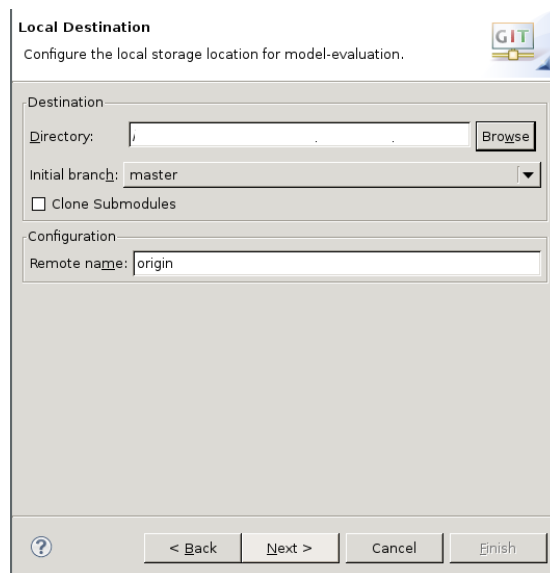 Local Destination
Configure the local storage location for model-evaluation.
GIT
Destination
Directory:
Browse
Initial branch: master
Clone Submodules
Configuration
Remote name: origin
?
< Back Next > Cancel Finish